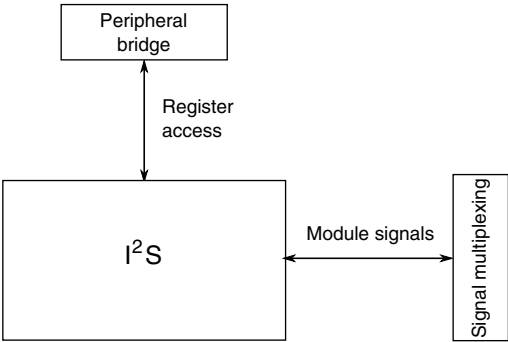 Peripheral
bridge
Register
access
I²S
Module signals
Signal multiplexing